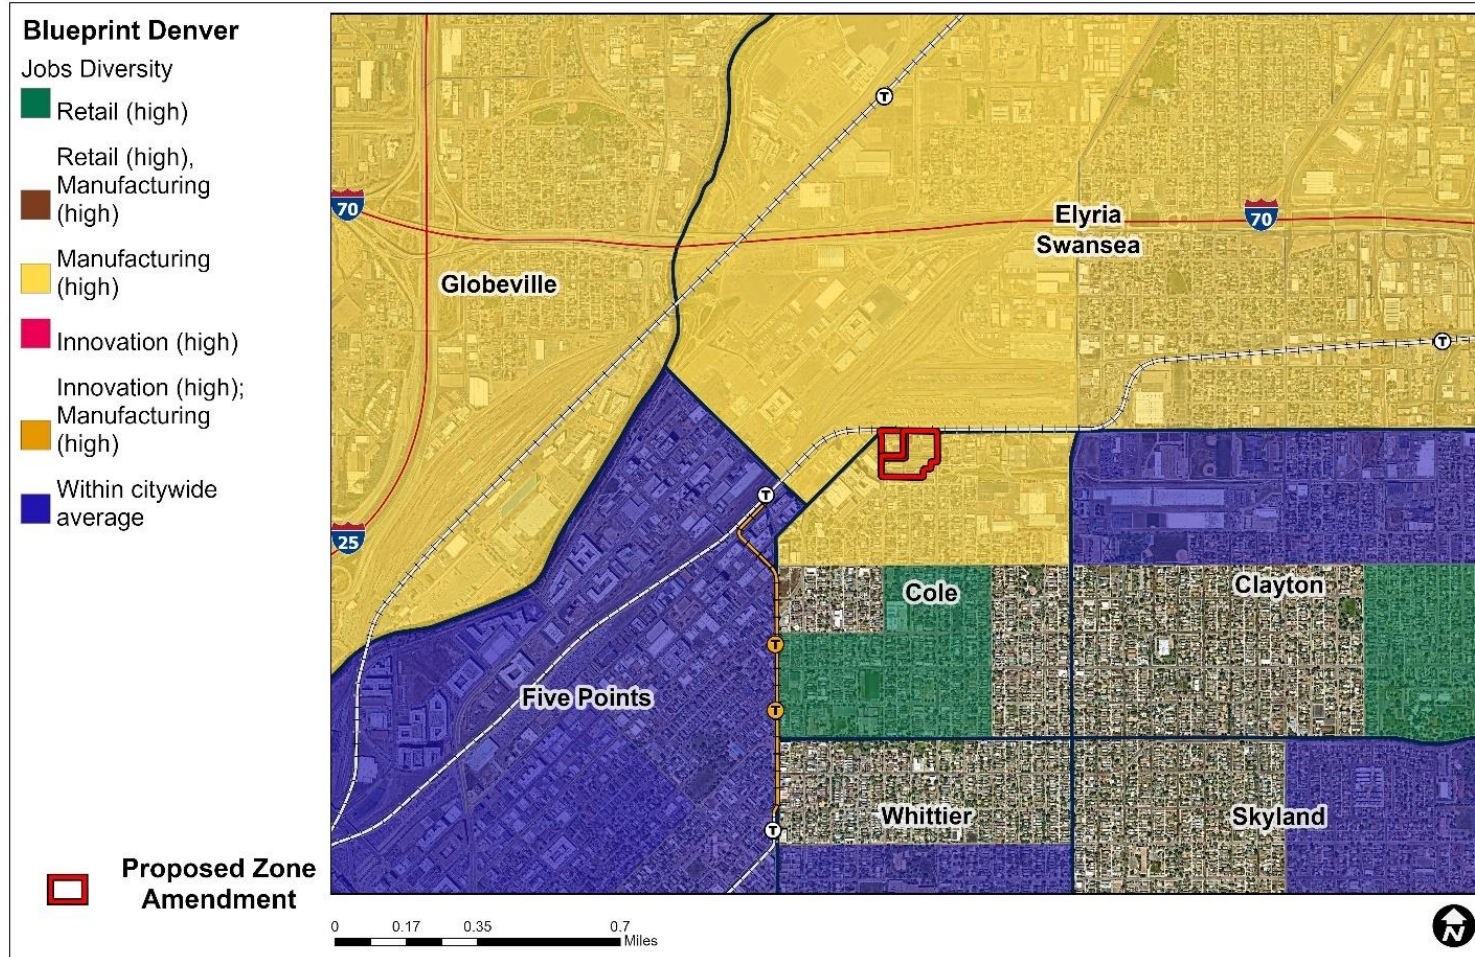 Blueprint Denver
Jobs Diversity
Retail (high)
Retail (high),
Manufacturing
(high)
Manufacturing
(high)
Innovation (high)
Innovation (high);
Manufacturing
(high)
Within citywide
average
Proposed Zone
Amendment
T
70
Elyria
Swansea
70
Globeville
T
T
25
Cole
Clayton
T
Five Points
T
Whittier
Skyland
T
0 0.17 0.35 0.7
Miles
N